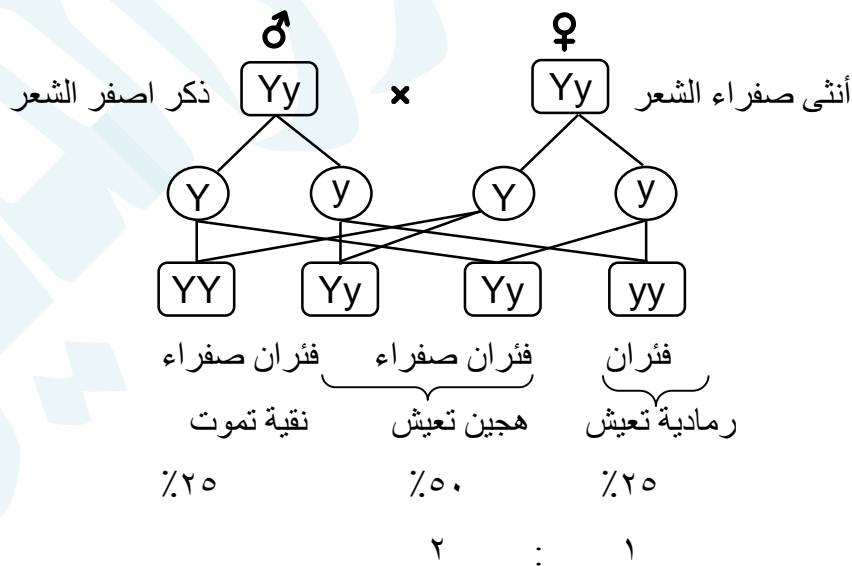 ♂ ♀
أنثى صفراء الشعر Yy × Yy ذكر اصفر الشعر
Y y Y y
YY Yy Yy yy
فئران فئران صفراء فئران صفراء
رمادية تعيش هجين تعيش نقية تموت
٪٢٥ ٪٥٠ ٪٢٥
١ : ٢